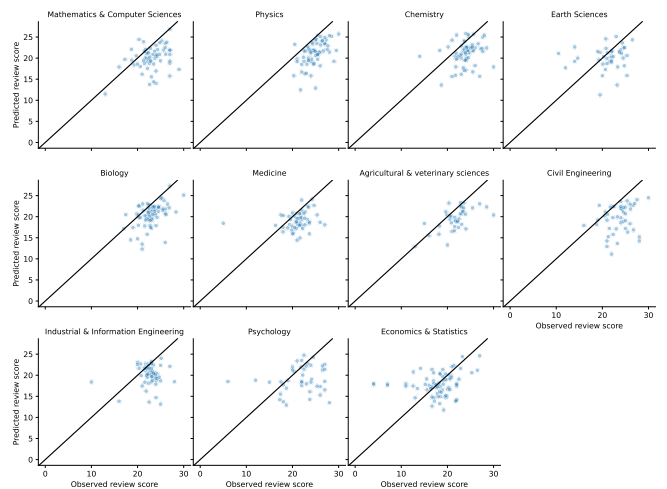 Mathematics & Computer Sciences
Physics
Chemistry
Earth Sciences
Predicted review score
25
20
15
10
5
0
Biology
Medicine
Agricultural & veterinary sciences
Civil Engineering
Predicted review score
25
20
15
10
5
0
0 10 20 30
Observed review score
Industrial & Information Engineering
Psychology
Economics & Statistics
Predicted review score
25
20
15
10
5
0
0 10 20 30
0 10 20 30
0 10 20 30
Observed review score
Observed review score
Observed review score